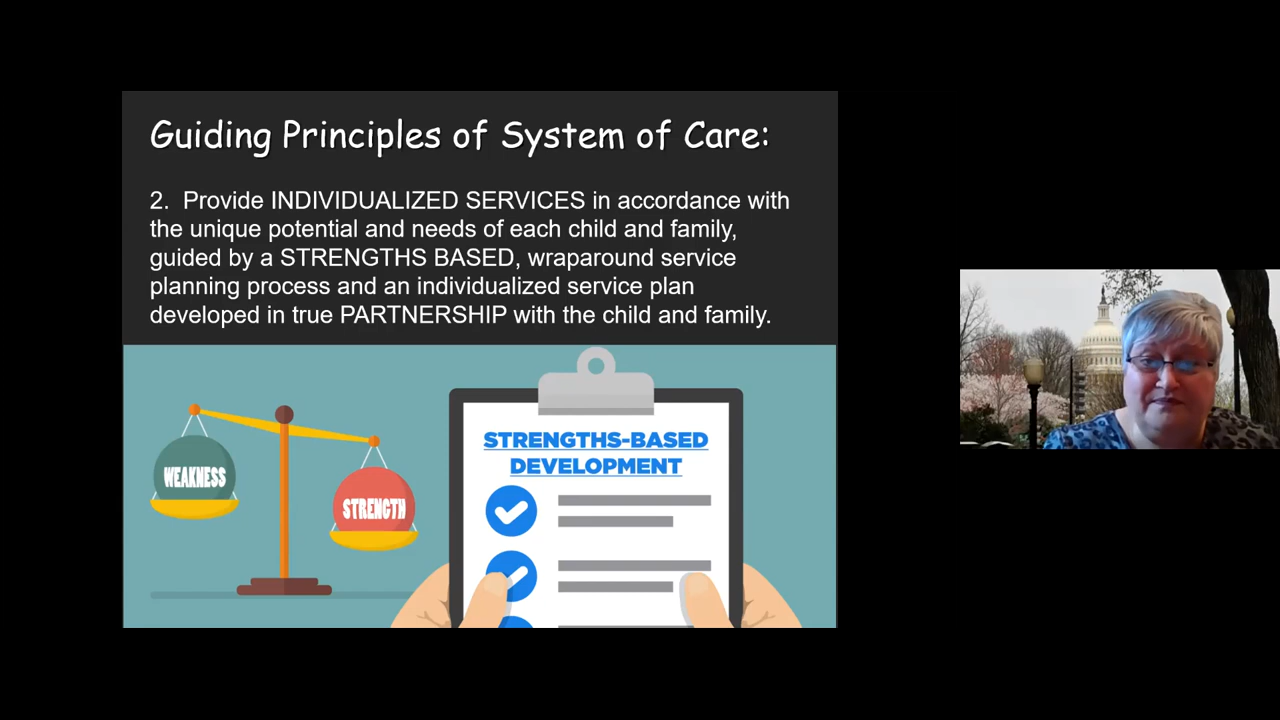 Guiding Principles of System of Care:
2. Provide INDIVIDUALIZED SERVICES in accordance with
the unique potential and needs of each child and family,
guided by a STRENGTHS BASED, wraparound service
planning process and an individualized service plan
developed in true PARTNERSHIP with the child and family.
WEAKNESS
STRENGTH
STRENGTHS-BASED
DEVELOPMENT